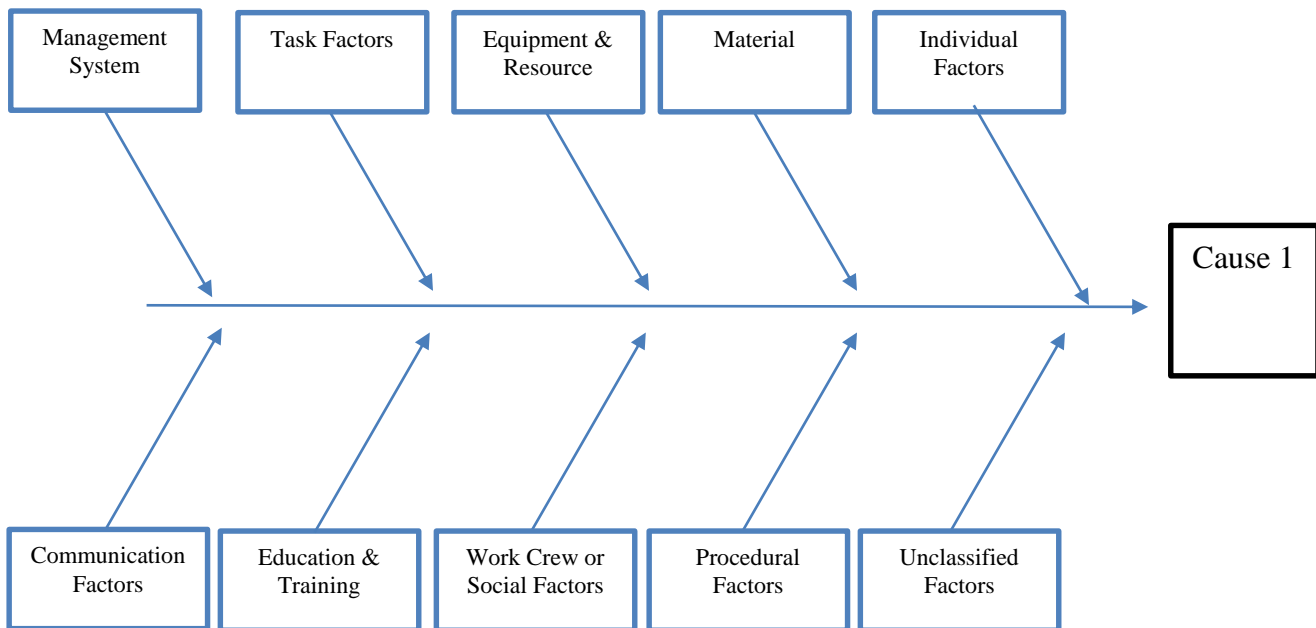 Management
System
Task Factors
Equipment &
Resource
Material
Individual
Factors
Cause 1
Communication
Factors
Education &
Training
Work Crew or
Social Factors
Procedural
Factors
Unclassified
Factors